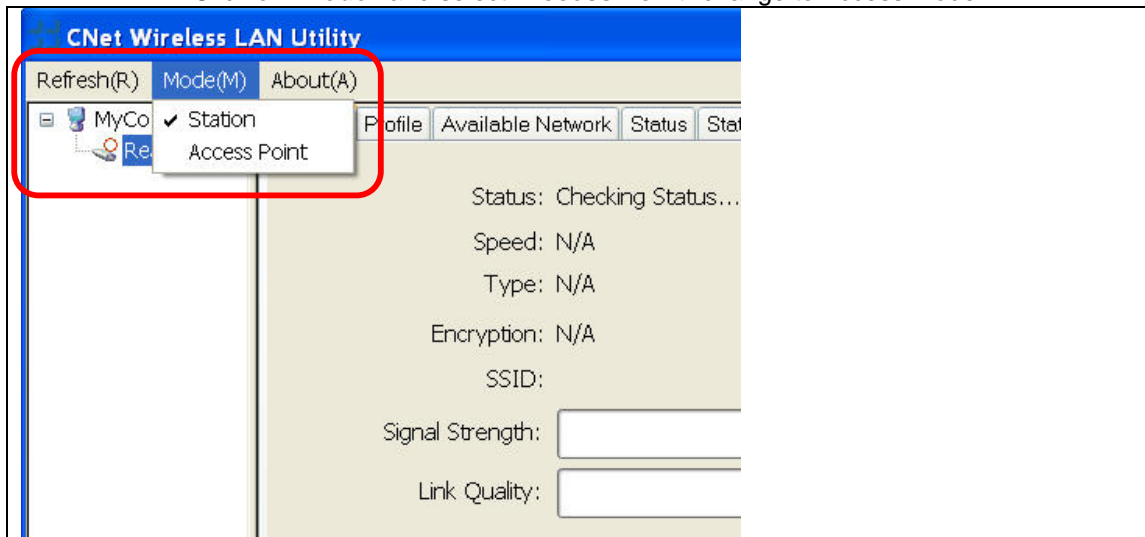 CNet Wireless LAN Utility
Refresh(R) Mode(M) About(A)
MyCo
Station
Access Point
Profile Available Network Status Stat
Status: Checking Status...
Speed: N/A
Type: N/A
Encryption: N/A
SSID:
Signal Strength:
Link Quality: